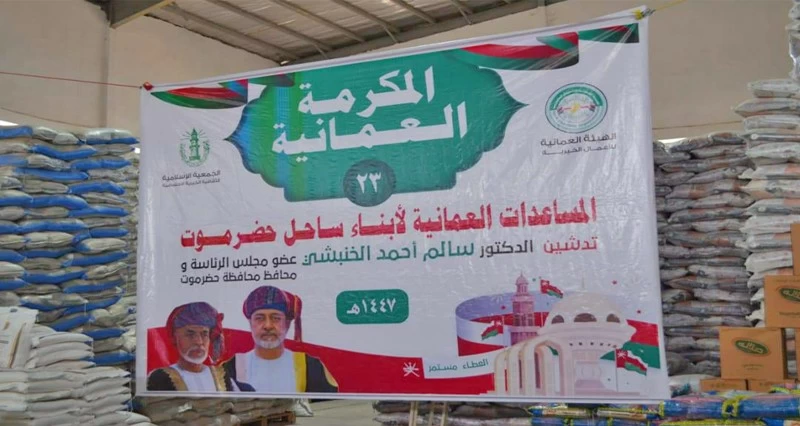 المكرمة
العمانية
٢٣
الهيئة العمانية
للأعمال الخيرية
الجمعية الإسلامية
المساعدات العمانية لأبناء ساحل حضرموت
تدشين الدكتور سالم أحمد الخنبشي عضو مجلس الرئاسة و
محافظ محافظة حضرموت
١٤٤٧هـ
العطاء مستمر